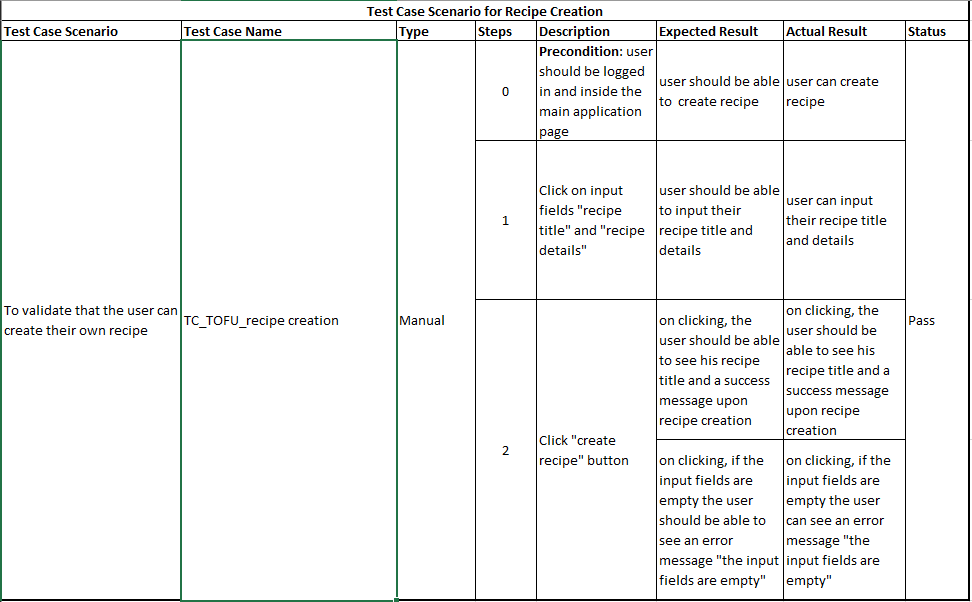 Test Case Scenario for Recipe Creation
Test Case Scenario
Test Case Name
Type
Steps
Description
Expected Result
Actual Result
Status
To validate that the user can
create their own recipe
TC_TOFU_recipe creation
Manual
0
Precondition: user
should be logged
in and inside the
main application
page
user should be able
to  create recipe
user can create
recipe
1
Click on input
fields "recipe
title" and "recipe
details"
user should be able
to input their
recipe title and
details
user can input
their recipe title
and details
2
Click "create
recipe" button
on clicking, the
user should be able
to see his recipe
title and a success
message upon
recipe creation
on clicking, the
user should be
able to see his
recipe title and a
success message
upon recipe
creation
on clicking, if the
input fields are
empty the user
should be able to
see an error
message "the input
fields are empty"
on clicking, if the
input fields are
empty the user
can see an error
message "the
input fields are
empty"
Pass